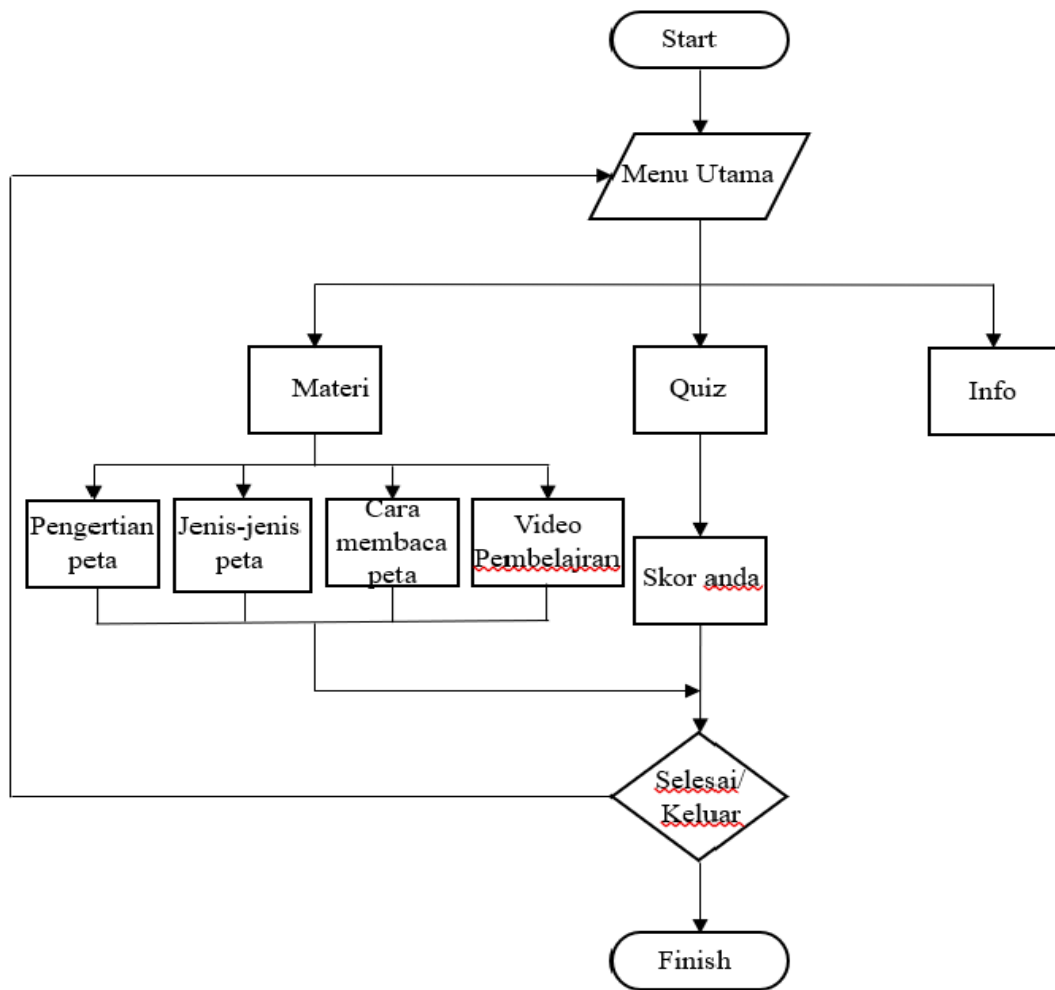 Start
Menu Utama
Materi
Quiz
Info
Pengertian
peta
Jenis-jenis
peta
Cara
membaca
peta
Video
Pembelajran
Skor anda
Selesai/
Keluar
Finish